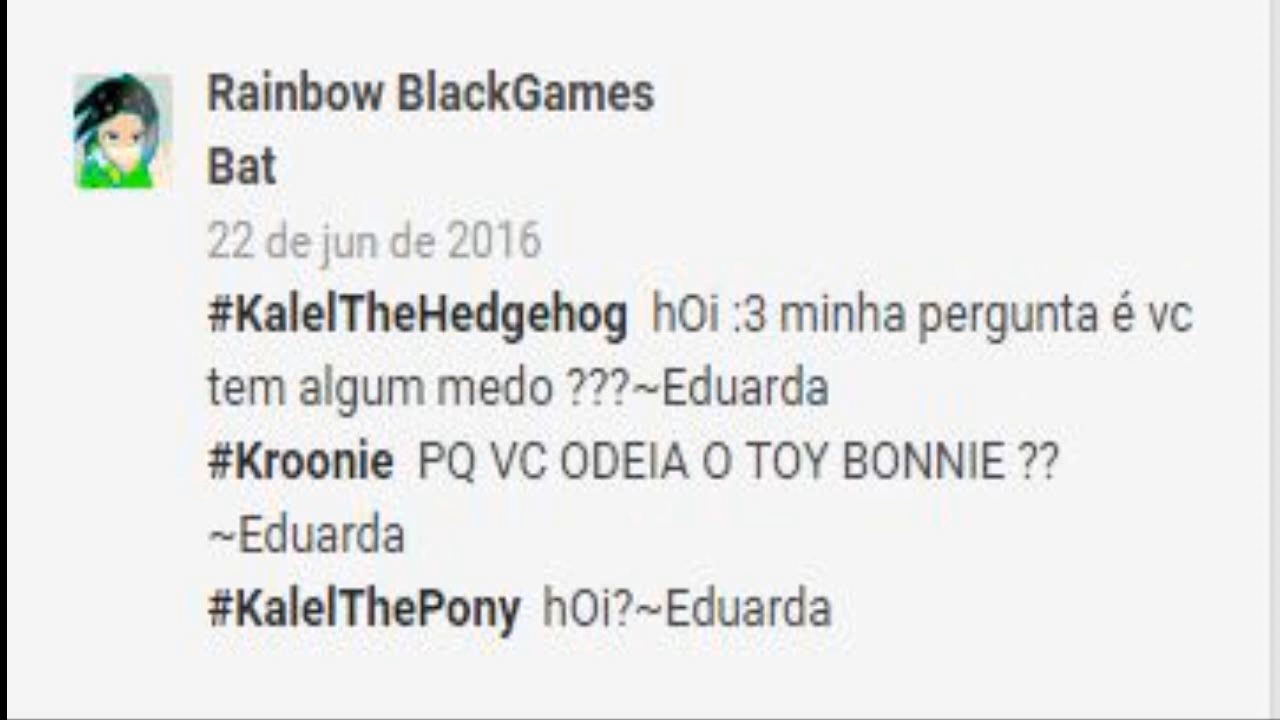 Rainbow BlackGames
Bat
22 de jun de 2016
#KalelTheHedgehog hOi :3 minha pergunta é vc
tem algum medo ???~Eduarda
#Kroonie PQ VC ODEIA O TOY BONNIE ??
~Eduarda
#KalelThePony hOi?~Eduarda